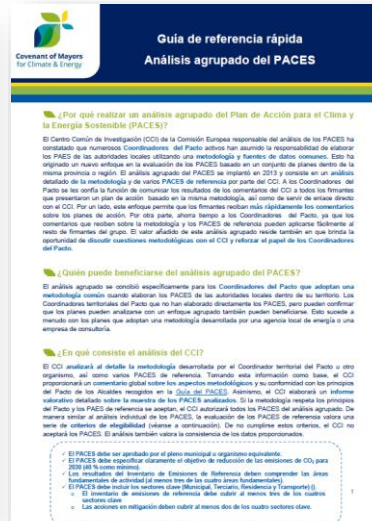 Covenant of Mayors
for Climate & Energy
Guía de referencia rápida
Análisis agrupado del PACES
¿Por qué realizar un análisis agrupado del Plan de Acción para el Clima y
la Energía Sostenible (PACES)?
El Centro Común de Investigación (CCI) de la Comisión Europea responsable del análisis de los PACES ha
constatado que numerosos Coordinadores del Pacto activos han asumido la responsabilidad de elaborar
los PAES de las autoridades locales utilizando una metodología y fuentes de datos comunes. Esto ha
originado un nuevo enfoque en la evaluación de los PACES basado en un conjunto de planes dentro de la
misma provincia o región. El análisis agrupado del PACES se implantó en 2013 y consiste en un análisis
detallado de la metodología y de varios PACES de referencia por parte del CCI. A los Coordinadores del
Pacto se les confía la función de comunicar los resultados de los comentarios del CCI a todos los firmantes
que presentaron un plan de acción basado en la misma metodología, así como de servir de enlace directo
con el CCI. Por un lado, este enfoque permite que los firmantes reciban más rápidamente los comentarios
sobre los planes de acción. Por otra parte, ahorra tiempo a los Coordinadores del Pacto, ya que los
comentarios que reciben sobre la metodología y los PACES de referencia pueden aplicarse fácilmente al
resto de firmantes del grupo. El valor añadido de este análisis agrupado reside también en que brinda la
oportunidad de discutir cuestiones metodológicas con el CCI y reforzar el papel de los Coordinadores
del Pacto.
¿Quién puede beneficiarse del análisis agrupado del PACES?
El análisis agrupado se concibió específicamente para los Coordinadores del Pacto que adoptan una
metodología común cuando elaboran los PACES de las autoridades locales dentro de su territorio. Los
Coordinadores territoriales del Pacto que no han elaborado directamente los PACES, pero pueden confirmar
que los planes pueden analizarse con un enfoque agrupado también pueden beneficiarse. Esto sucede a
menudo con los planes que adoptan una metodología desarrollada por una agencia local de energía o una
empresa de consultoría.
¿En qué consiste el análisis del CCI?
El CCI analizará al detalle la metodología desarrollada por el Coordinador territorial del Pacto u otro
organismo, así como varios PACES de referencia. Tomando esta información como base, el CCI
proporcionará un comentario global sobre los aspectos metodológicos y su conformidad con los principios
del Pacto de los Alcaldes recogidos en la Guía del PACES. Asimismo, el CCI elaborará un informe
valorativo detallado sobre la muestra de los PACES analizados. Si la metodología respeta los principios
del Pacto y los PAES de referencia se aceptan, el CCI autorizará todos los PACES del análisis agrupado. De
manera similar al análisis individual de los PACES, la evaluación de los PACES de referencia valora una
serie de criterios de elegibilidad (véanse a continuación). De no cumplirse estos criterios, el CCI no
aceptará los PACES. El análisis también valora la consistencia de los datos proporcionados.
✓ El PACES debe ser aprobado por el pleno municipal u organismo equivalente.
✓ El PACES debe especificar claramente el objetivo de reducción de las emisiones de CO₂ para
2030 (40 % como mínimo).
✓ Los resultados del Inventario de Emisiones de Referencia deben comprender las áreas
fundamentales de actividad (al menos tres de las cuatro áreas fundamentales).
✓ El PACES debe incluir los sectores clave (Municipal, Terciario, Residencia y Transporte) ().
o El inventario de emisiones de referencia debe cubrir al menos tres de los cuatro
sectores clave
o Las acciones en mitigación deben cubrir al menos dos de los cuatro sectores clave.
1